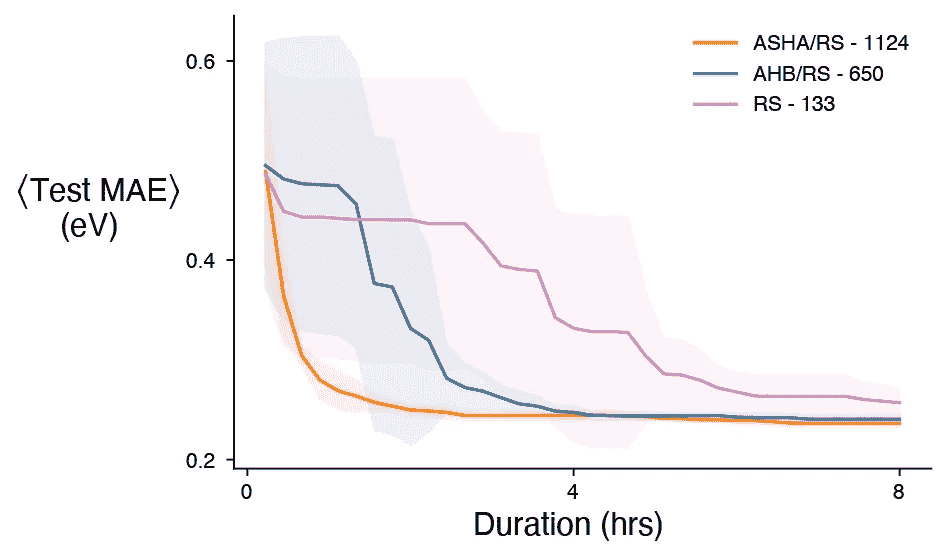 ASHA/RS - 1124
AHB/RS - 650
RS - 133
0.6
⟨Test MAE⟩
(eV)
0.4
0.2
0
4
8
Duration (hrs)